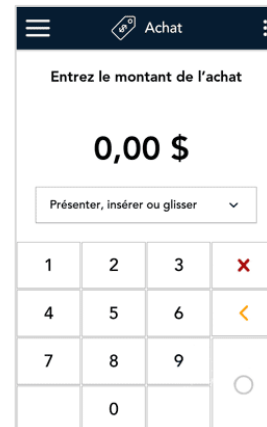 Achat
Entrez le montant de l'achat
0,00 $
Présenter, insérer ou glisser
1 2 3
4 5 6
7 8 9
0